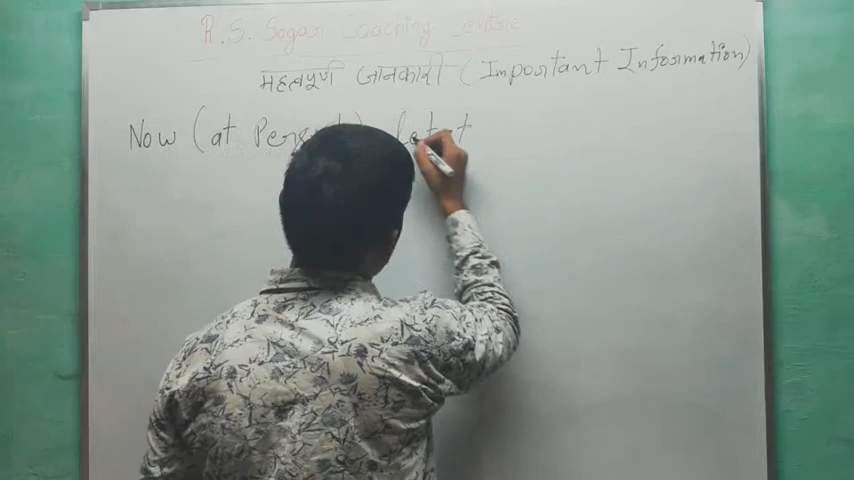 R.S. Sagar Coaching Centre
महत्वपूर्ण जानकारी (Important Information)
Now (at